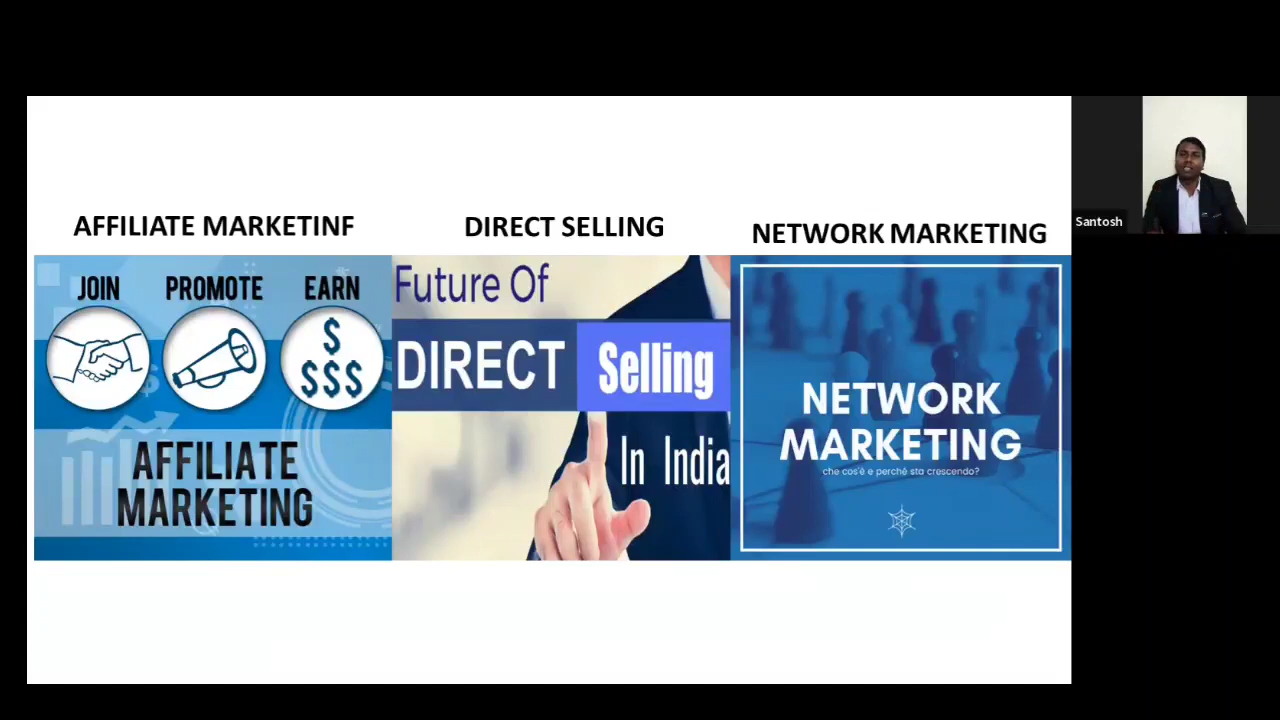 AFFILIATE MARKETINF
JOIN PROMOTE EARN
$
$$$
AFFILIATE
MARKETING
DIRECT SELLING
Future Of
DIRECT Selling
In India
NETWORK MARKETING
NETWORK
MARKETING
che cos'è e perché sta crescendo?
Santosh